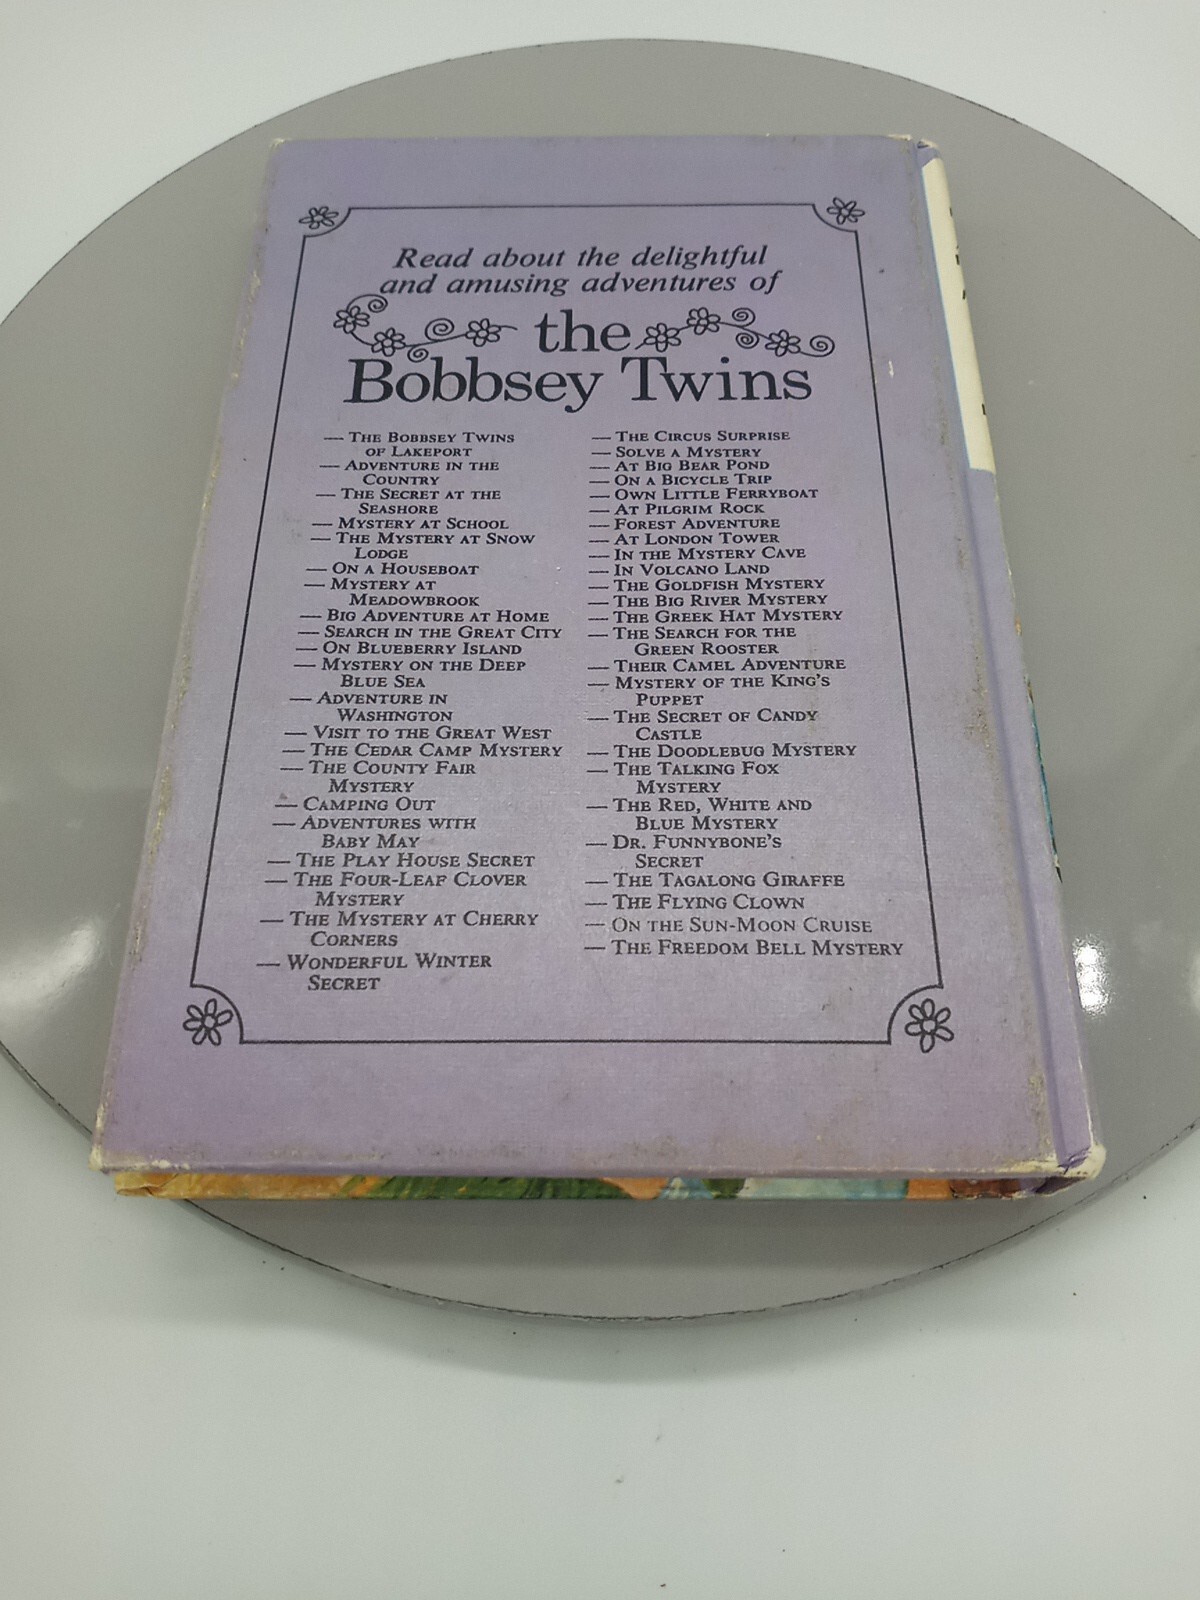 Read about the delightful
and amusing adventures of
the
Bobbsey Twins
— THE BOBBSEY TWINS
OF LAKEPORT
— ADVENTURE IN THE
COUNTRY
— THE SECRET AT THE
SEASHORE
— MYSTERY AT SCHOOL
— THE MYSTERY AT SNOW
LODGE
— ON A HOUSEBOAT
— MYSTERY AT
MEADOWBROOK
— BIG ADVENTURE AT HOME
— SEARCH IN THE GREAT CITY
— ON BLUEBERRY ISLAND
— MYSTERY ON THE DEEP
BLUE SEA
— ADVENTURE IN
WASHINGTON
— VISIT TO THE GREAT WEST
— THE CEDAR CAMP MYSTERY
— THE COUNTY FAIR
MYSTERY
— CAMPING OUT
— ADVENTURES WITH
BABY MAY
— THE PLAY HOUSE SECRET
— THE FOUR-LEAF CLOVER
MYSTERY
— THE MYSTERY AT CHERRY
CORNERS
— WONDERFUL WINTER
SECRET
— THE CIRCUS SURPRISE
— SOLVE A MYSTERY
— AT BIG BEAR POND
— ON A BICYCLE TRIP
— OWN LITTLE FERRYBOAT
— AT PILGRIM ROCK
— FOREST ADVENTURE
— AT LONDON TOWER
— IN THE MYSTERY CAVE
— IN VOLCANO LAND
— THE GOLDFISH MYSTERY
— THE BIG RIVER MYSTERY
— THE GREEK HAT MYSTERY
— THE SEARCH FOR THE
GREEN ROOSTER
— THEIR CAMEL ADVENTURE
— MYSTERY OF THE KING'S
PUPPET
— THE SECRET OF CANDY
CASTLE
— THE DOODLEBUG MYSTERY
— THE TALKING FOX
MYSTERY
— THE RED, WHITE AND
BLUE MYSTERY
— DR. FUNNYBONE'S
SECRET
— THE TAGALONG GIRAFFE
— THE FLYING CLOWN
— ON THE SUN-MOON CRUISE
— THE FREEDOM BELL MYSTERY